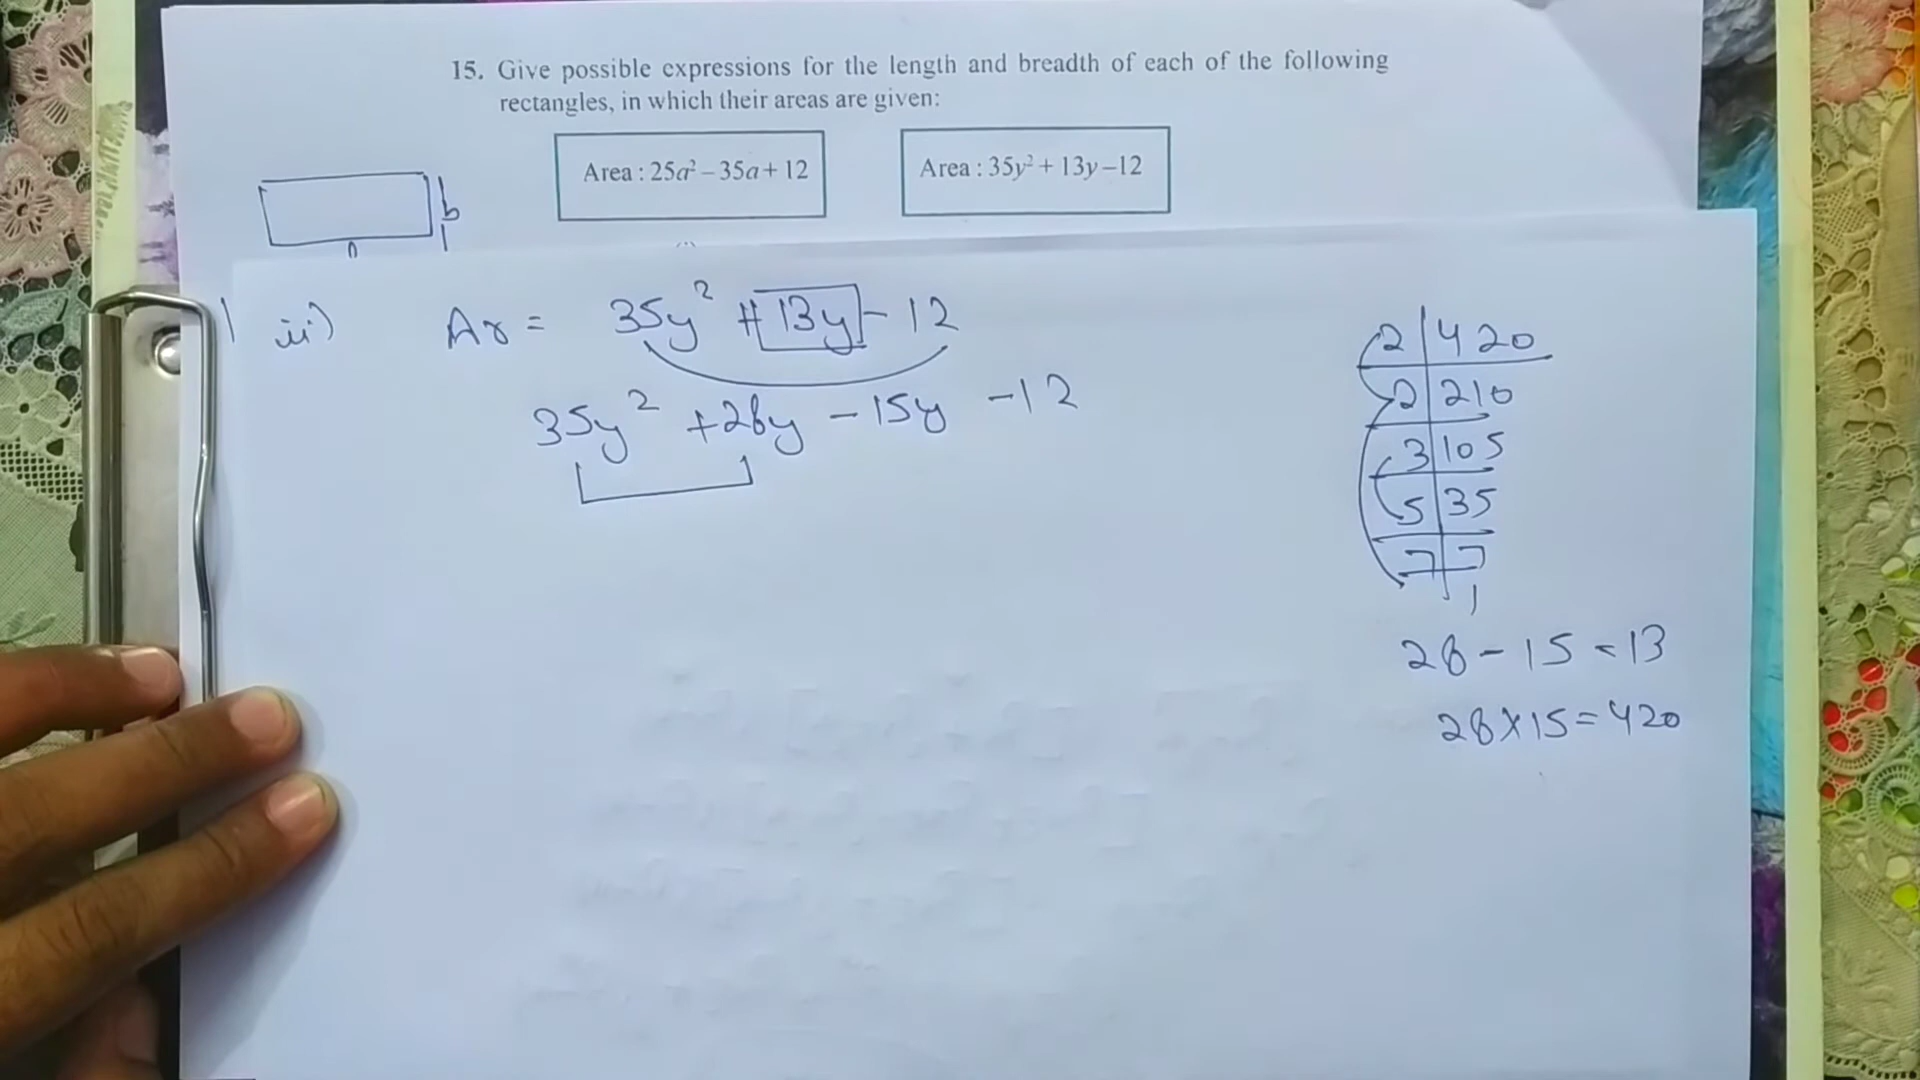 15. Give possible expressions for the length and breadth of each of the following
rectangles, in which their areas are given:
Area : 25a² – 35a + 12
Area : 35y² + 13y – 12
b
ii) Ar = 35y² + 13y - 12
35y² + 28y - 15y - 12
2 | 420
2 | 210
3 | 105
5 | 35
7 | 7
1
28 - 15 = 13
28 x 15 = 420